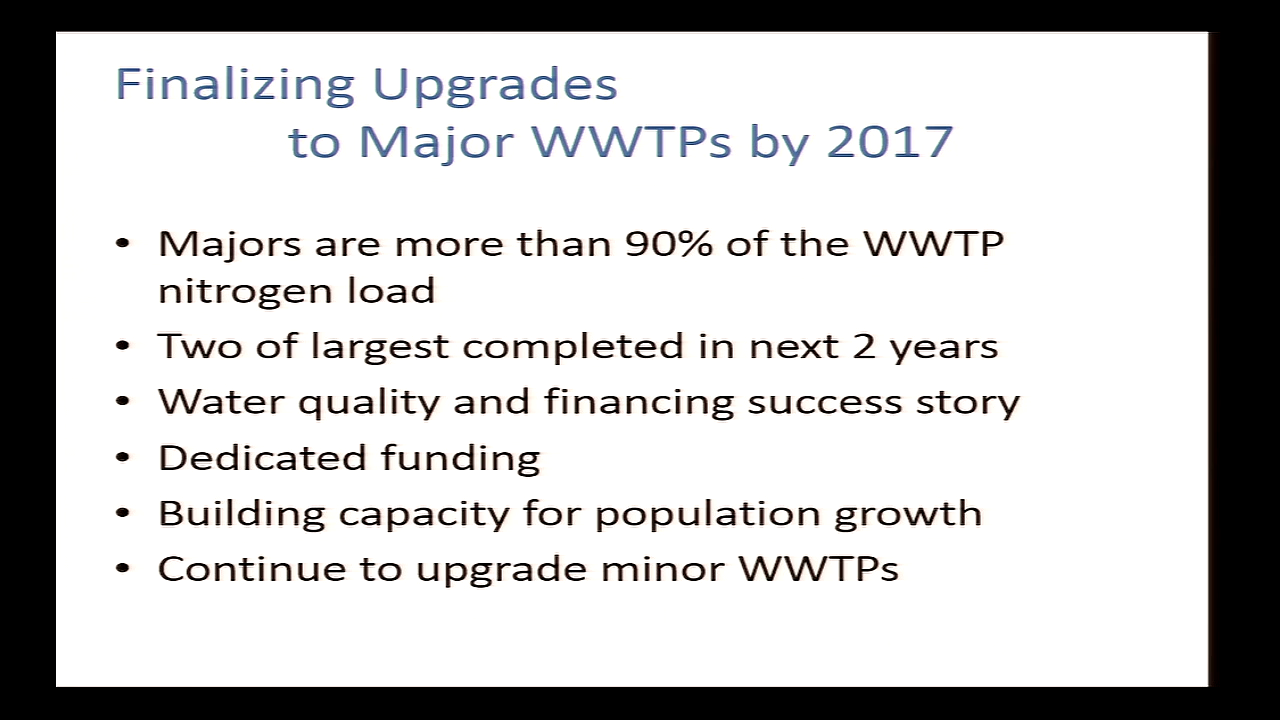 Finalizing Upgrades
to Major WWTPs by 2017
• Majors are more than 90% of the WWTP
nitrogen load
• Two of largest completed in next 2 years
• Water quality and financing success story
• Dedicated funding
• Building capacity for population growth
• Continue to upgrade minor WWTPs